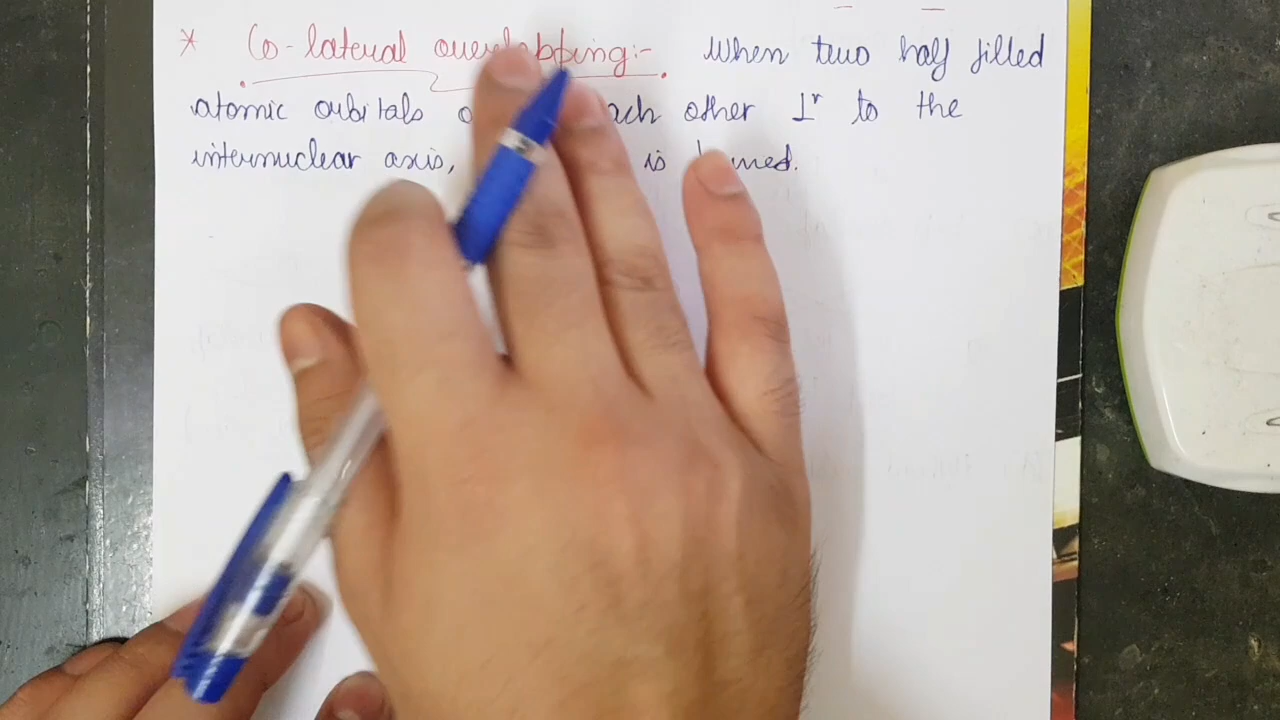 * Co-lateral overlapping:- When two half filled
atomic orbitals each other ⊥r to the
internuclear axis, is formed.